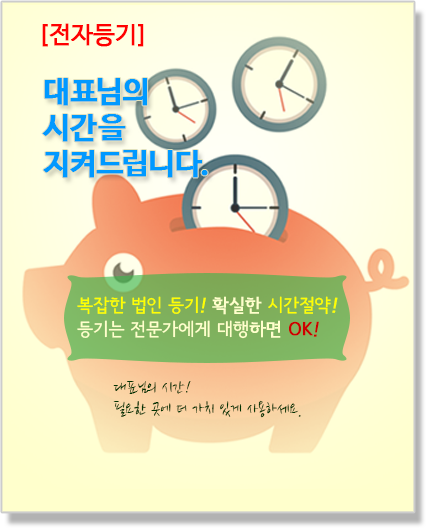 [전자등기]
대표님의
시간을
지켜드립니다.
복잡한 법인 등기! 확실한 시간절약!
등기는 전문가에게 대행하면 OK!
대표님의 시간!
필요한 곳에 더 가치 있게 사용하세요.